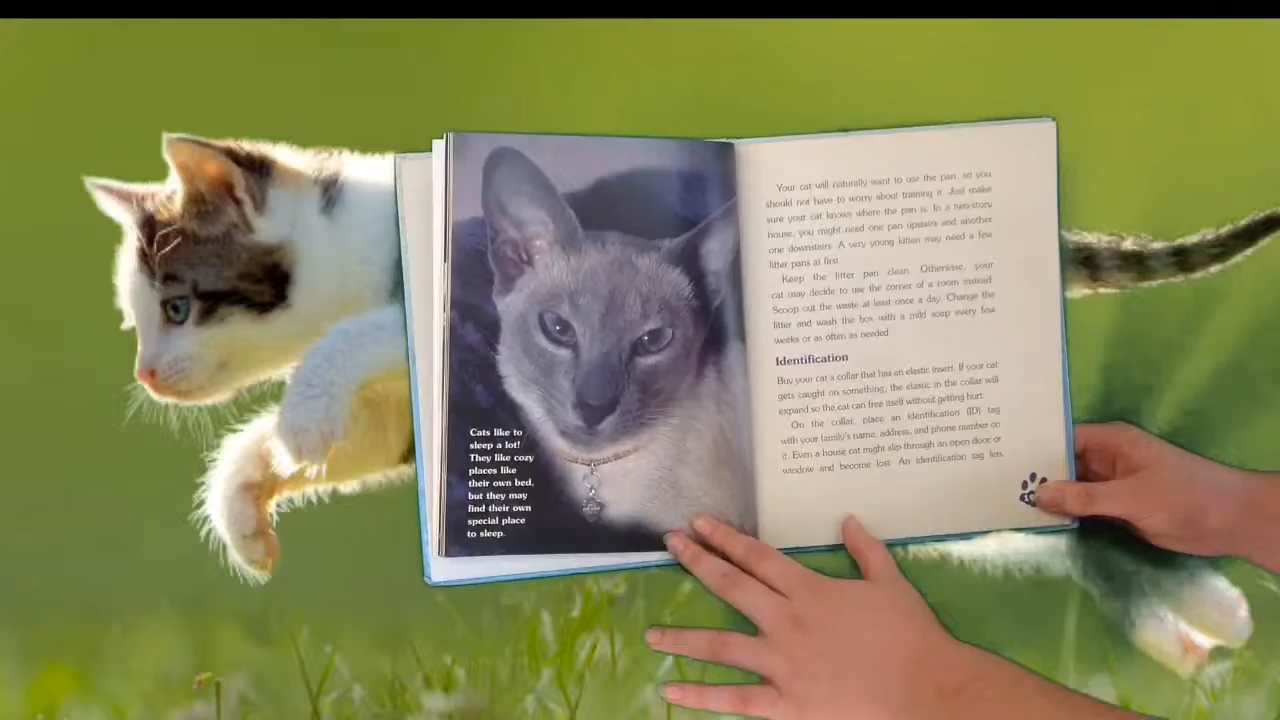 Cats like to
sleep a lot!
They like cozy
places like
their own bed,
but they may
find their own
special place
to sleep.
Your cat will naturally want to use the pan, so you
should not have to worry about training it. Just make
sure your cat knows where the pan is. In a two-story
house, you might need one pan upstairs and another
one downstairs. A very young kitten may need a few
litter pans at first.
Keep the litter pan clean. Otherwise, your
cat may decide to use the corner of a room instead.
Scoop out the waste at least once a day. Change the
litter and wash the box with a mild soap every few
weeks or as often as needed.
Identification
Buy your cat a collar that has an elastic insert. If your cat
gets caught on something, the elastic in the collar will
expand so the cat can free itself without getting hurt.
On the collar, place an identification (ID) tag
with your family's name, address, and phone number on
it. Even a house cat might slip through an open door or
window and become lost. An identification tag lets